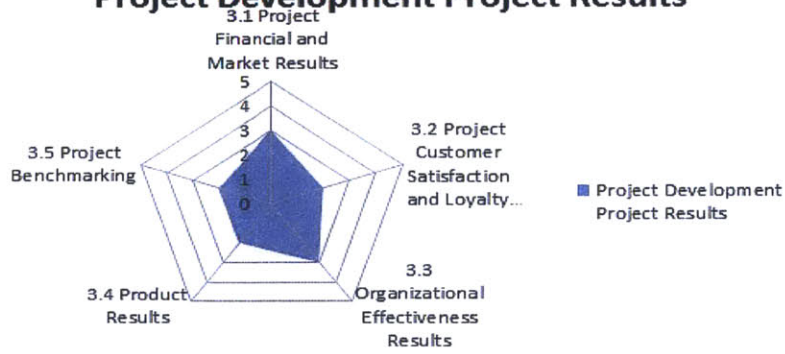 Project Development Project Results
3.1 Project
Financial and
Market Results
5
4
3
2
1
0
3.2 Project
Customer
Satisfaction
and Loyalty...
3.3
Organizational
Effectiveness
Results
3.4 Product
Results
3.5 Project
Benchmarking
Project Development
Project Results